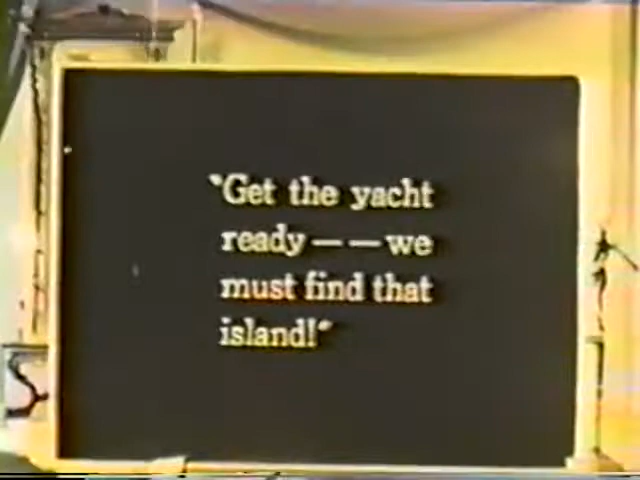 "Get the yacht
ready — — we
must find that
island!"